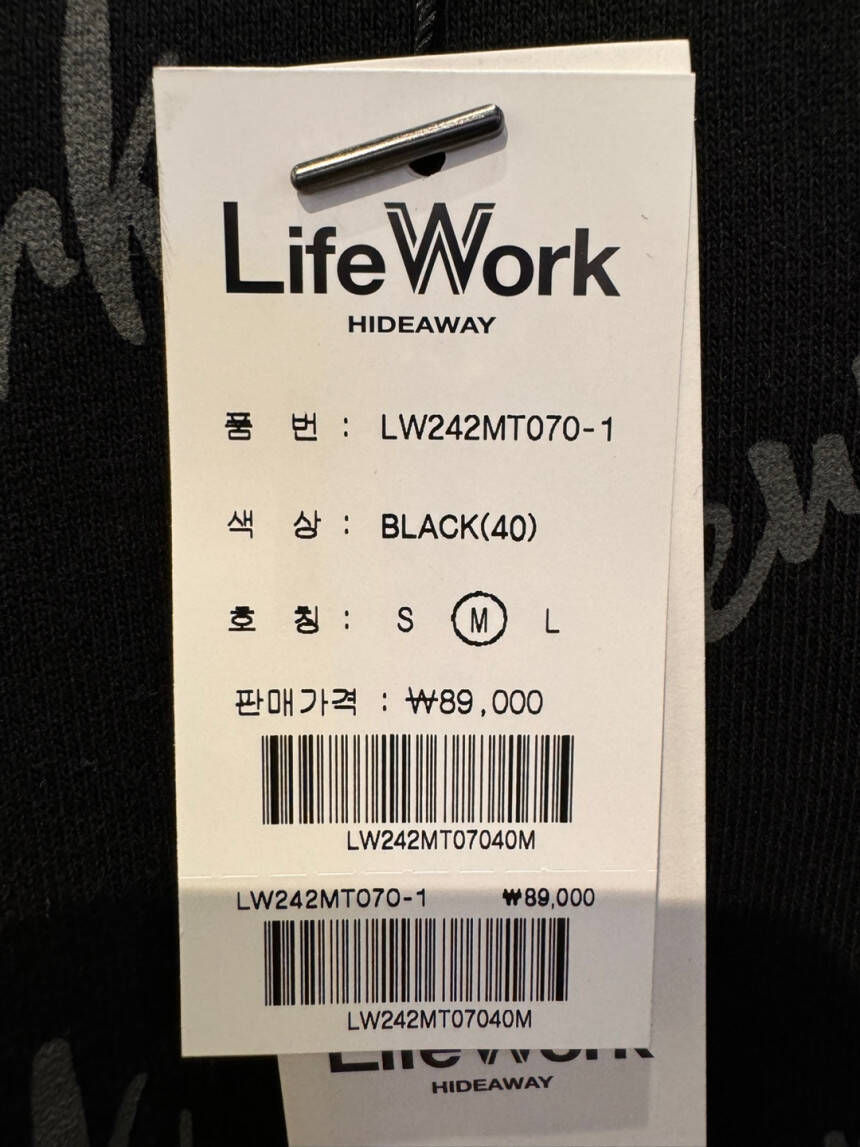 LifeWork
HIDEAWAY
품 번 : LW242MT070-1
색 상 : BLACK(40)
호 칭 : S M L
판매가격 : ₩89,000
LW242MT07040M
LW242MT070-1 ₩89,000
LW242MT07040M
LifeWork
HIDEAWAY